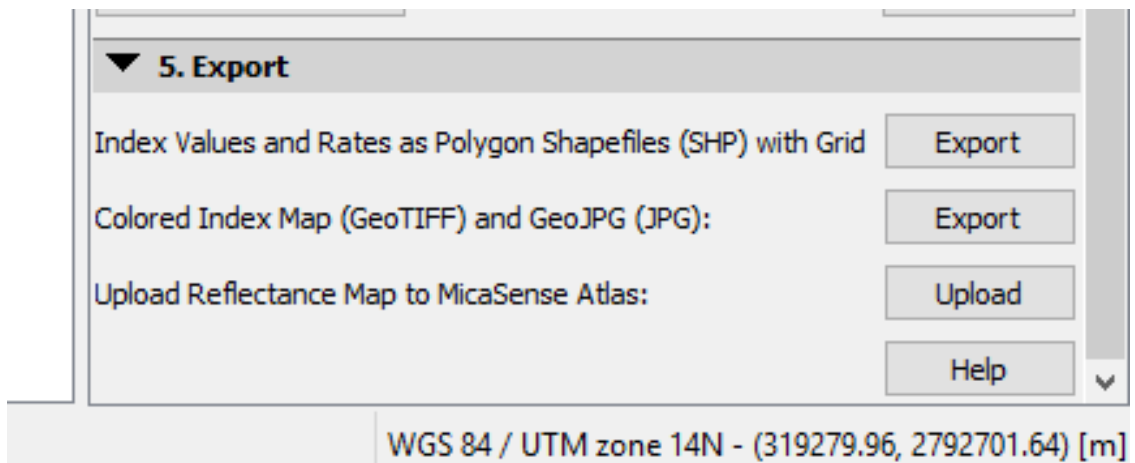 5. Export
Index Values and Rates as Polygon Shapefiles (SHP) with Grid
Export
Colored Index Map (GeoTIFF) and GeoJPG (JPG):
Export
Upload Reflectance Map to MicaSense Atlas:
Upload
Help
WGS 84 / UTM zone 14N - (319279.96, 2792701.64) [m]